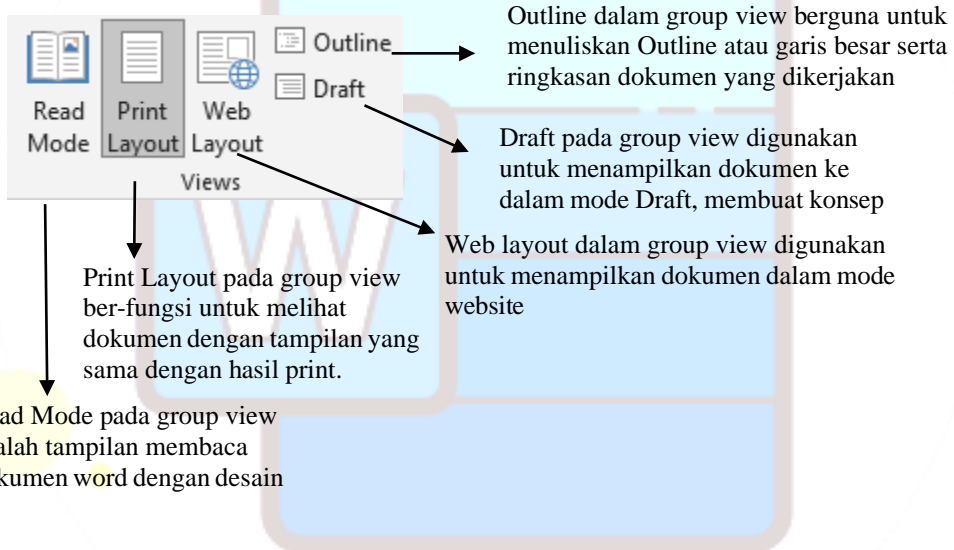 Outline
Draft
Read
Mode
Print
Layout
Web
Layout
Views
Outline dalam group view berguna untuk
menuliskan Outline atau garis besar serta
ringkasan dokumen yang dikerjakan
Draft pada group view digunakan
untuk menampilkan dokumen ke
dalam mode Draft, membuat konsep
Web layout dalam group view digunakan
untuk menampilkan dokumen dalam mode
website
Print Layout pada group view
ber-fungsi untuk melihat
dokumen dengan tampilan yang
sama dengan hasil print.
ad Mode pada group view
alah tampilan membaca
kumen word dengan desain
W